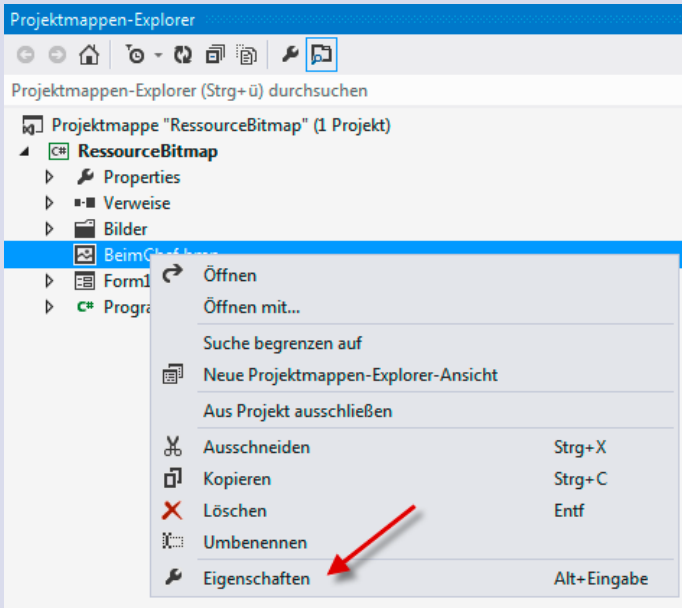 Projektmappen-Explorer
Projektmappen-Explorer (Strg+ü) durchsuchen
Projektmappe "RessourceBitmap" (1 Projekt)
C# RessourceBitmap
Properties
Verweise
Bilder
Form1
C#
Öffnen
Öffnen mit...
Suche begrenzen auf
Neue Projektmappen-Explorer-Ansicht
Aus Projekt ausschließen
Ausschneiden Strg+X
Kopieren Strg+C
Löschen Entf
Umbenennen
Eigenschaften Alt+Eingabe